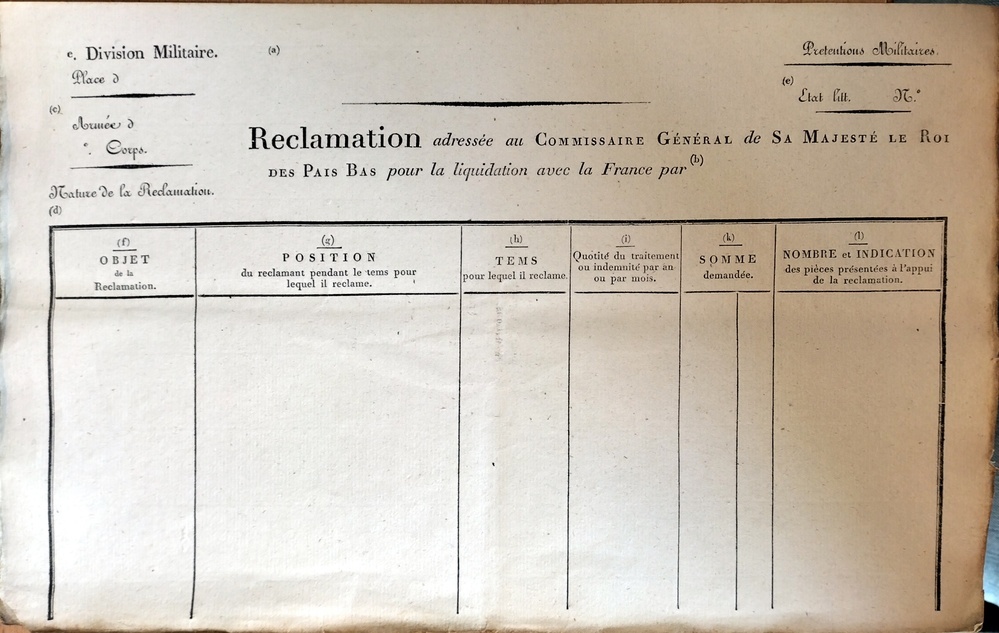 e. Division Militaire.
(a)
Pretentions Militaires.
Place d
(e)
Etat litt. N.°
(c)
Armée d
e. Corps.
Reclamation adressée au COMMISSAIRE GÉNÉRAL de SA MAJESTÉ LE ROI
DES PAIS BAS pour la liquidation avec la France par (b)
Nature de la Reclamation.
(d)
(f)
OBJET
de la
Reclamation.
(g)
POSITION
du reclamant pendant le tems pour
lequel il reclame.
(h)
TEMS
pour lequel il reclame.
(i)
Quotité du traitement
ou indemnité par an
ou par mois.
(k)
SOMME
demandée.
(l)
NOMBRE et INDICATION
des pièces présentées à l'appui
de la reclamation.